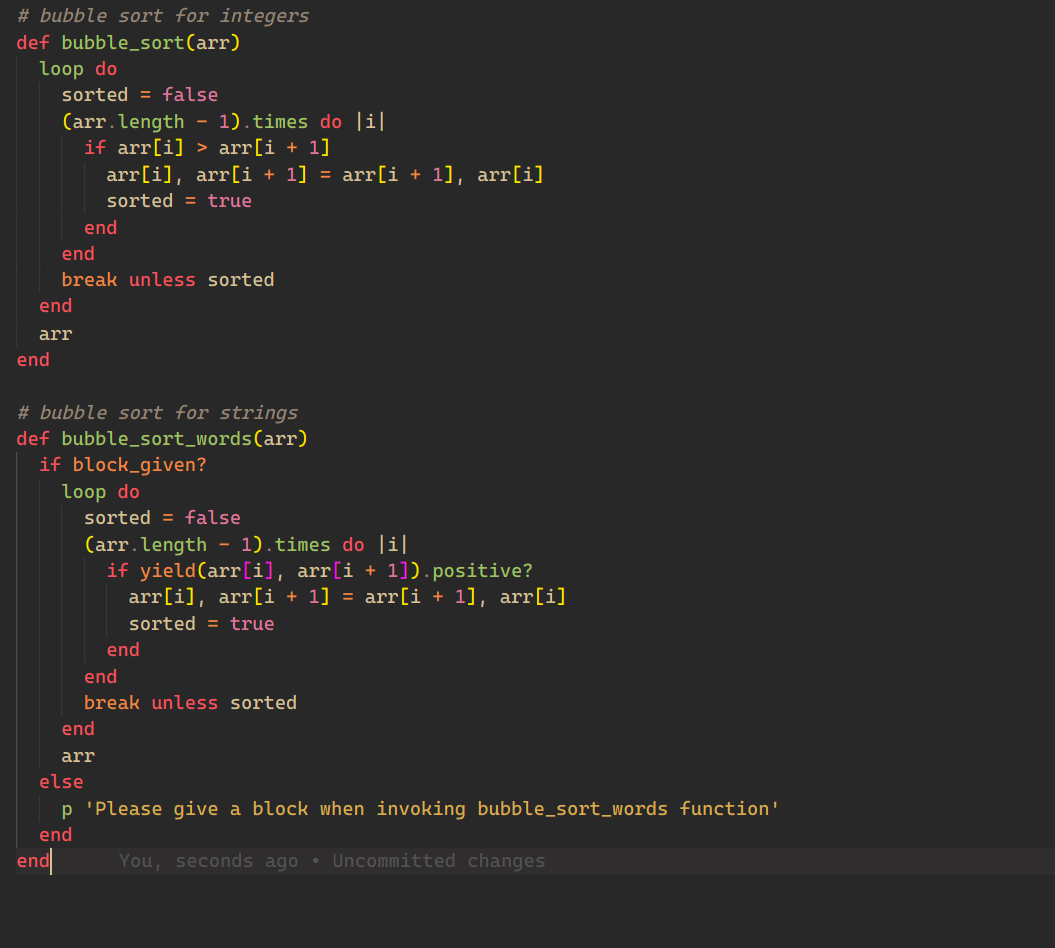 # bubble sort for integers
def bubble_sort(arr)
  loop do
    sorted = false
    (arr.length - 1).times do |i|
      if arr[i] > arr[i + 1]
        arr[i], arr[i + 1] = arr[i + 1], arr[i]
        sorted = true
      end
    end
    break unless sorted
  end
  arr
end

# bubble sort for strings
def bubble_sort_words(arr)
  if block_given?
    loop do
      sorted = false
      (arr.length - 1).times do |i|
        if yield(arr[i], arr[i + 1]).positive?
          arr[i], arr[i + 1] = arr[i + 1], arr[i]
          sorted = true
        end
      end
      break unless sorted
    end
    arr
  else
    p 'Please give a block when invoking bubble_sort_words function'
  end
end      You, seconds ago • Uncommitted changes